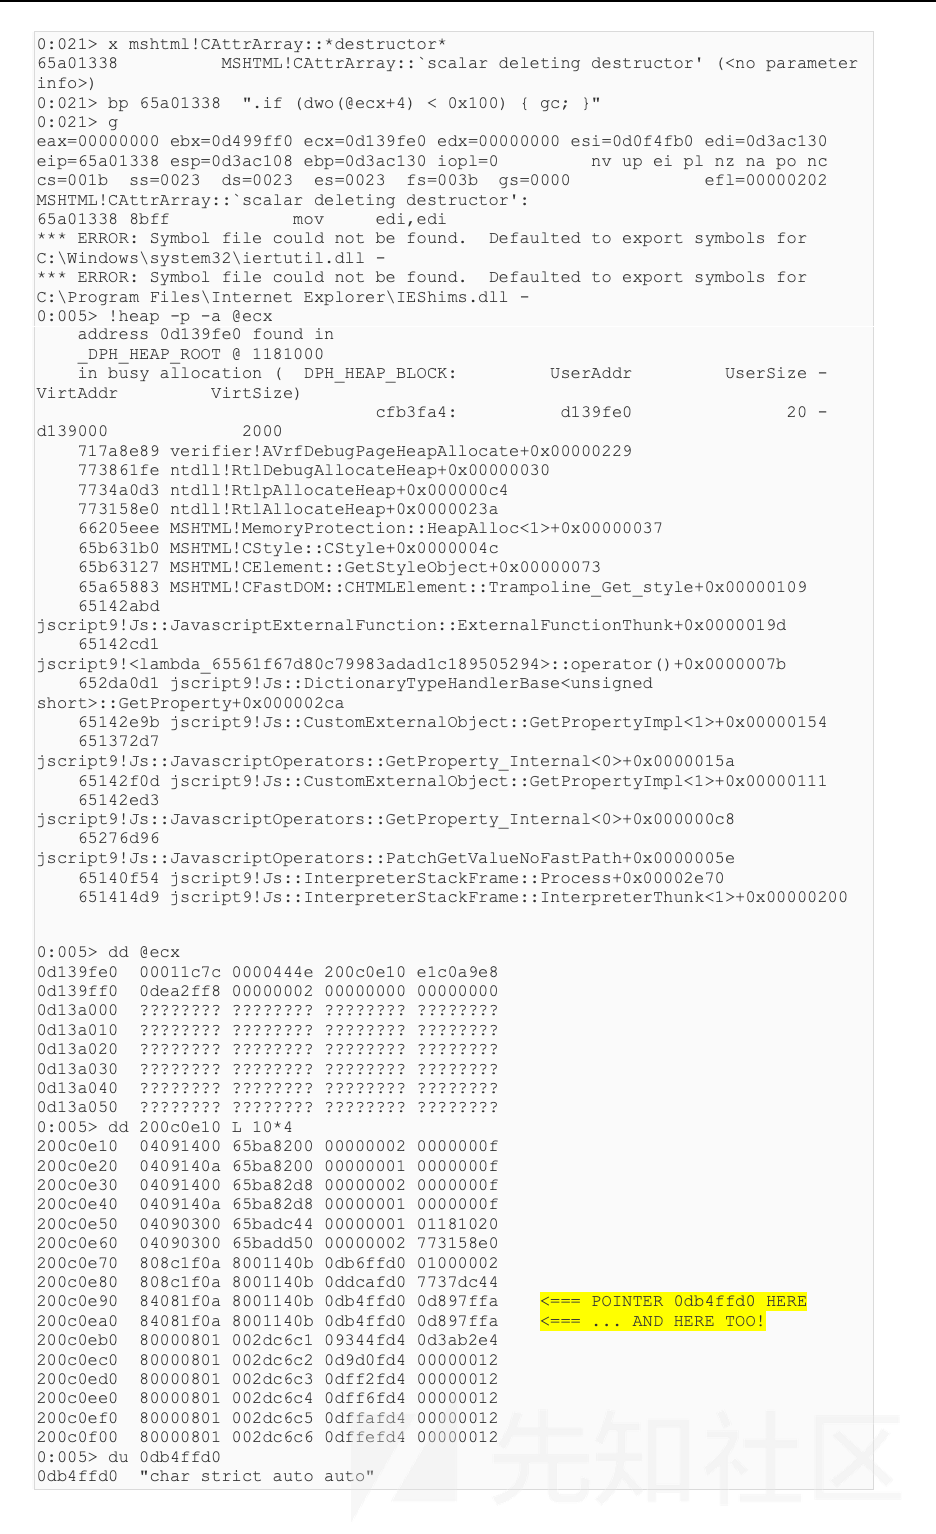 0:021> x mshtml!CAttrArray::*destructor*
65a01338          MSHTML!CAttrArray::`scalar deleting destructor' (<no parameter
info>)
0:021> bp 65a01338  ".if (dwo(@ecx+4) < 0x100) { gc; }"
0:021> g
eax=00000000 ebx=0d499ff0 ecx=0d139fe0 edx=00000000 esi=0d0f4fb0 edi=0d3ac130
eip=65a01338 esp=0d3ac108 ebp=0d3ac130 iopl=0         nv up ei pl nz na po nc
cs=001b  ss=0023  ds=0023  es=0023  fs=003b  gs=0000             efl=00000202
MSHTML!CAttrArray::`scalar deleting destructor':
65a01338 8bff            mov     edi,edi
*** ERROR: Symbol file could not be found.  Defaulted to export symbols for
C:\Windows\system32\iertutil.dll -
*** ERROR: Symbol file could not be found.  Defaulted to export symbols for
C:\Program Files\Internet Explorer\IEShims.dll -
0:005> !heap -p -a @ecx
    address 0d139fe0 found in
    _DPH_HEAP_ROOT @ 1181000
    in busy allocation (  DPH_HEAP_BLOCK:         UserAddr         UserSize -
VirtAddr         VirtSize)
                                 cfb3fa4:          d139fe0               20 -
d139000             2000
    717a8e89 verifier!AVrfDebugPageHeapAllocate+0x00000229
    773861fe ntdll!RtlDebugAllocateHeap+0x00000030
    7734a0d3 ntdll!RtlpAllocateHeap+0x000000c4
    773158e0 ntdll!RtlAllocateHeap+0x0000023a
    66205eee MSHTML!MemoryProtection::HeapAlloc<1>+0x00000037
    65b631b0 MSHTML!CStyle::CStyle+0x0000004c
    65b63127 MSHTML!CElement::GetStyleObject+0x00000073
    65a65883 MSHTML!CFastDOM::CHTMLElement::Trampoline_Get_style+0x00000109
    65142abd
jscript9!Js::JavascriptExternalFunction::ExternalFunctionThunk+0x0000019d
    65142cd1
jscript9!<lambda_65561f67d80c79983adad1c189505294>::operator()+0x0000007b
    652da0d1 jscript9!Js::DictionaryTypeHandlerBase<unsigned
short>::GetProperty+0x000002ca
    65142e9b jscript9!Js::CustomExternalObject::GetPropertyImpl<1>+0x00000154
    651372d7
jscript9!Js::JavascriptOperators::GetProperty_Internal<0>+0x0000015a
    65142f0d jscript9!Js::CustomExternalObject::GetPropertyImpl<1>+0x00000111
    65142ed3
jscript9!Js::JavascriptOperators::GetProperty_Internal<0>+0x000000c8
    65276d96
jscript9!Js::JavascriptOperators::PatchGetValueNoFastPath+0x0000005e
    65140f54 jscript9!Js::InterpreterStackFrame::Process+0x00002e70
    651414d9 jscript9!Js::InterpreterStackFrame::InterpreterThunk<1>+0x00000200
0:005> dd @ecx
0d139fe0  00011c7c 0000444e 200c0e10 e1c0a9e8
0d139ff0  0dea2ff8 00000002 00000000 00000000
0d13a000  ???????? ???????? ???????? ????????
0d13a010  ???????? ???????? ???????? ????????
0d13a020  ???????? ???????? ???????? ????????
0d13a030  ???????? ???????? ???????? ????????
0d13a040  ???????? ???????? ???????? ????????
0d13a050  ???????? ???????? ???????? ????????
0:005> dd 200c0e10 L 10*4
200c0e10  04091400 65ba8200 00000002 0000000f
200c0e20  0409140a 65ba8200 00000001 0000000f
200c0e30  04091400 65ba82d8 00000002 0000000f
200c0e40  0409140a 65ba82d8 00000001 0000000f
200c0e50  04090300 65badc44 00000001 01181020
200c0e60  04090300 65badd50 00000002 773158e0
200c0e70  808c1f0a 8001140b 0db6ffd0 01000002
200c0e80  808c1f0a 8001140b 0ddcafd0 7737dc44
200c0e90  84081f0a 8001140b 0db4ffd0 0d897ffa    <=== POINTER 0db4ffd0 HERE
200c0ea0  84081f0a 8001140b 0db4ffd0 0d897ffa    <=== ... AND HERE TOO!
200c0eb0  80000801 002dc6c1 09344fd4 0d3ab2e4
200c0ec0  80000801 002dc6c2 0d9d0fd4 00000012
200c0ed0  80000801 002dc6c3 0dff2fd4 00000012
200c0ee0  80000801 002dc6c4 0dff6fd4 00000012
200c0ef0  80000801 002dc6c5 0dffafd4 00000012
200c0f00  80000801 002dc6c6 0dffefd4 00000012
0:005> du 0db4ffd0
0db4ffd0  "char strict auto auto"
先知社区